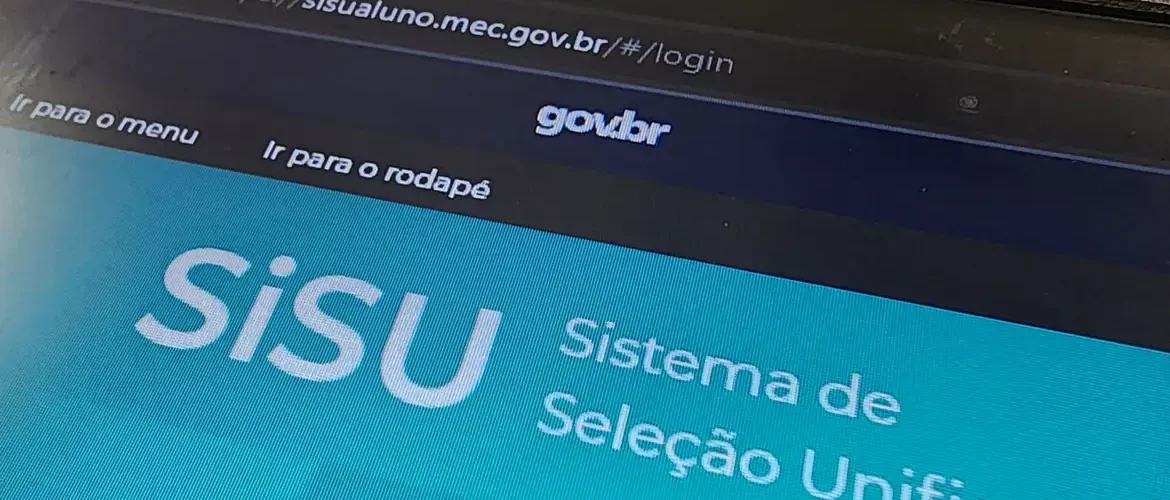 sisualuno.mec.gov.br/#/login
gov.br
Ir para o menu Ir para o rodapé
SiSU
Sistema de
Seleção